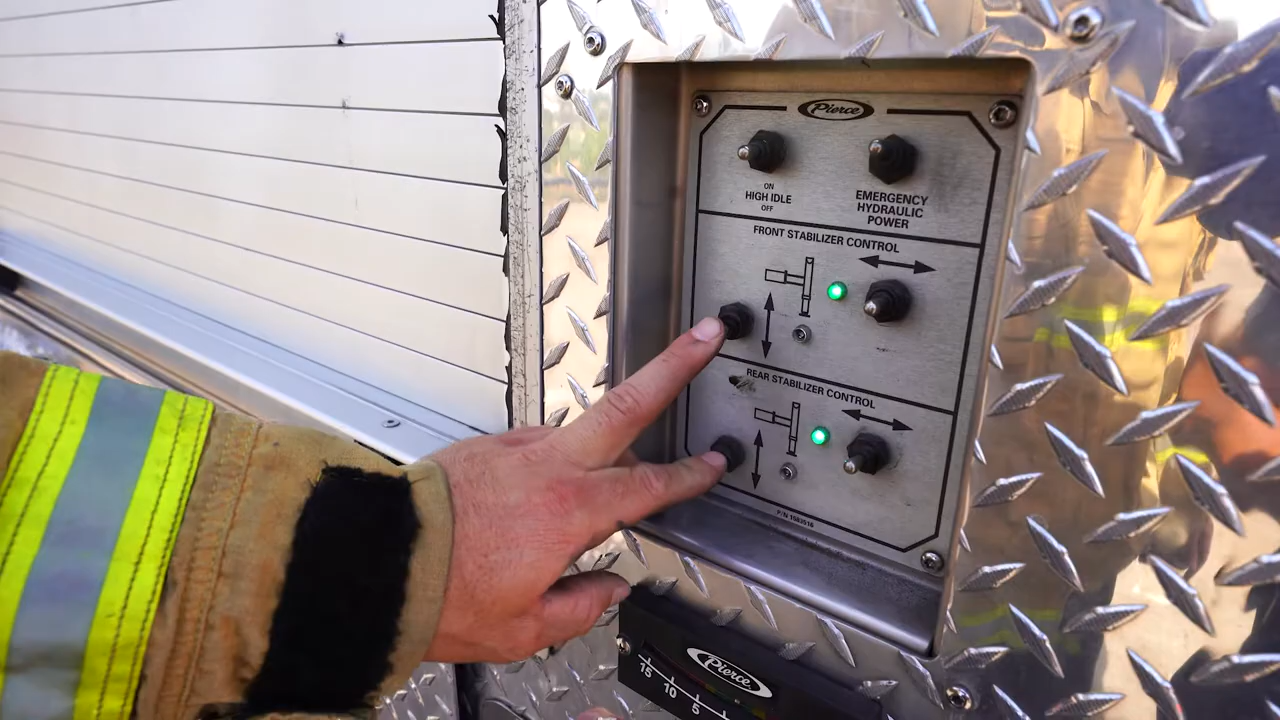 Pierce
ON
HIGH IDLE
OFF
EMERGENCY
HYDRAULIC
POWER
FRONT STABILIZER CONTROL
REAR STABILIZER CONTROL
Pierce
15
10
5